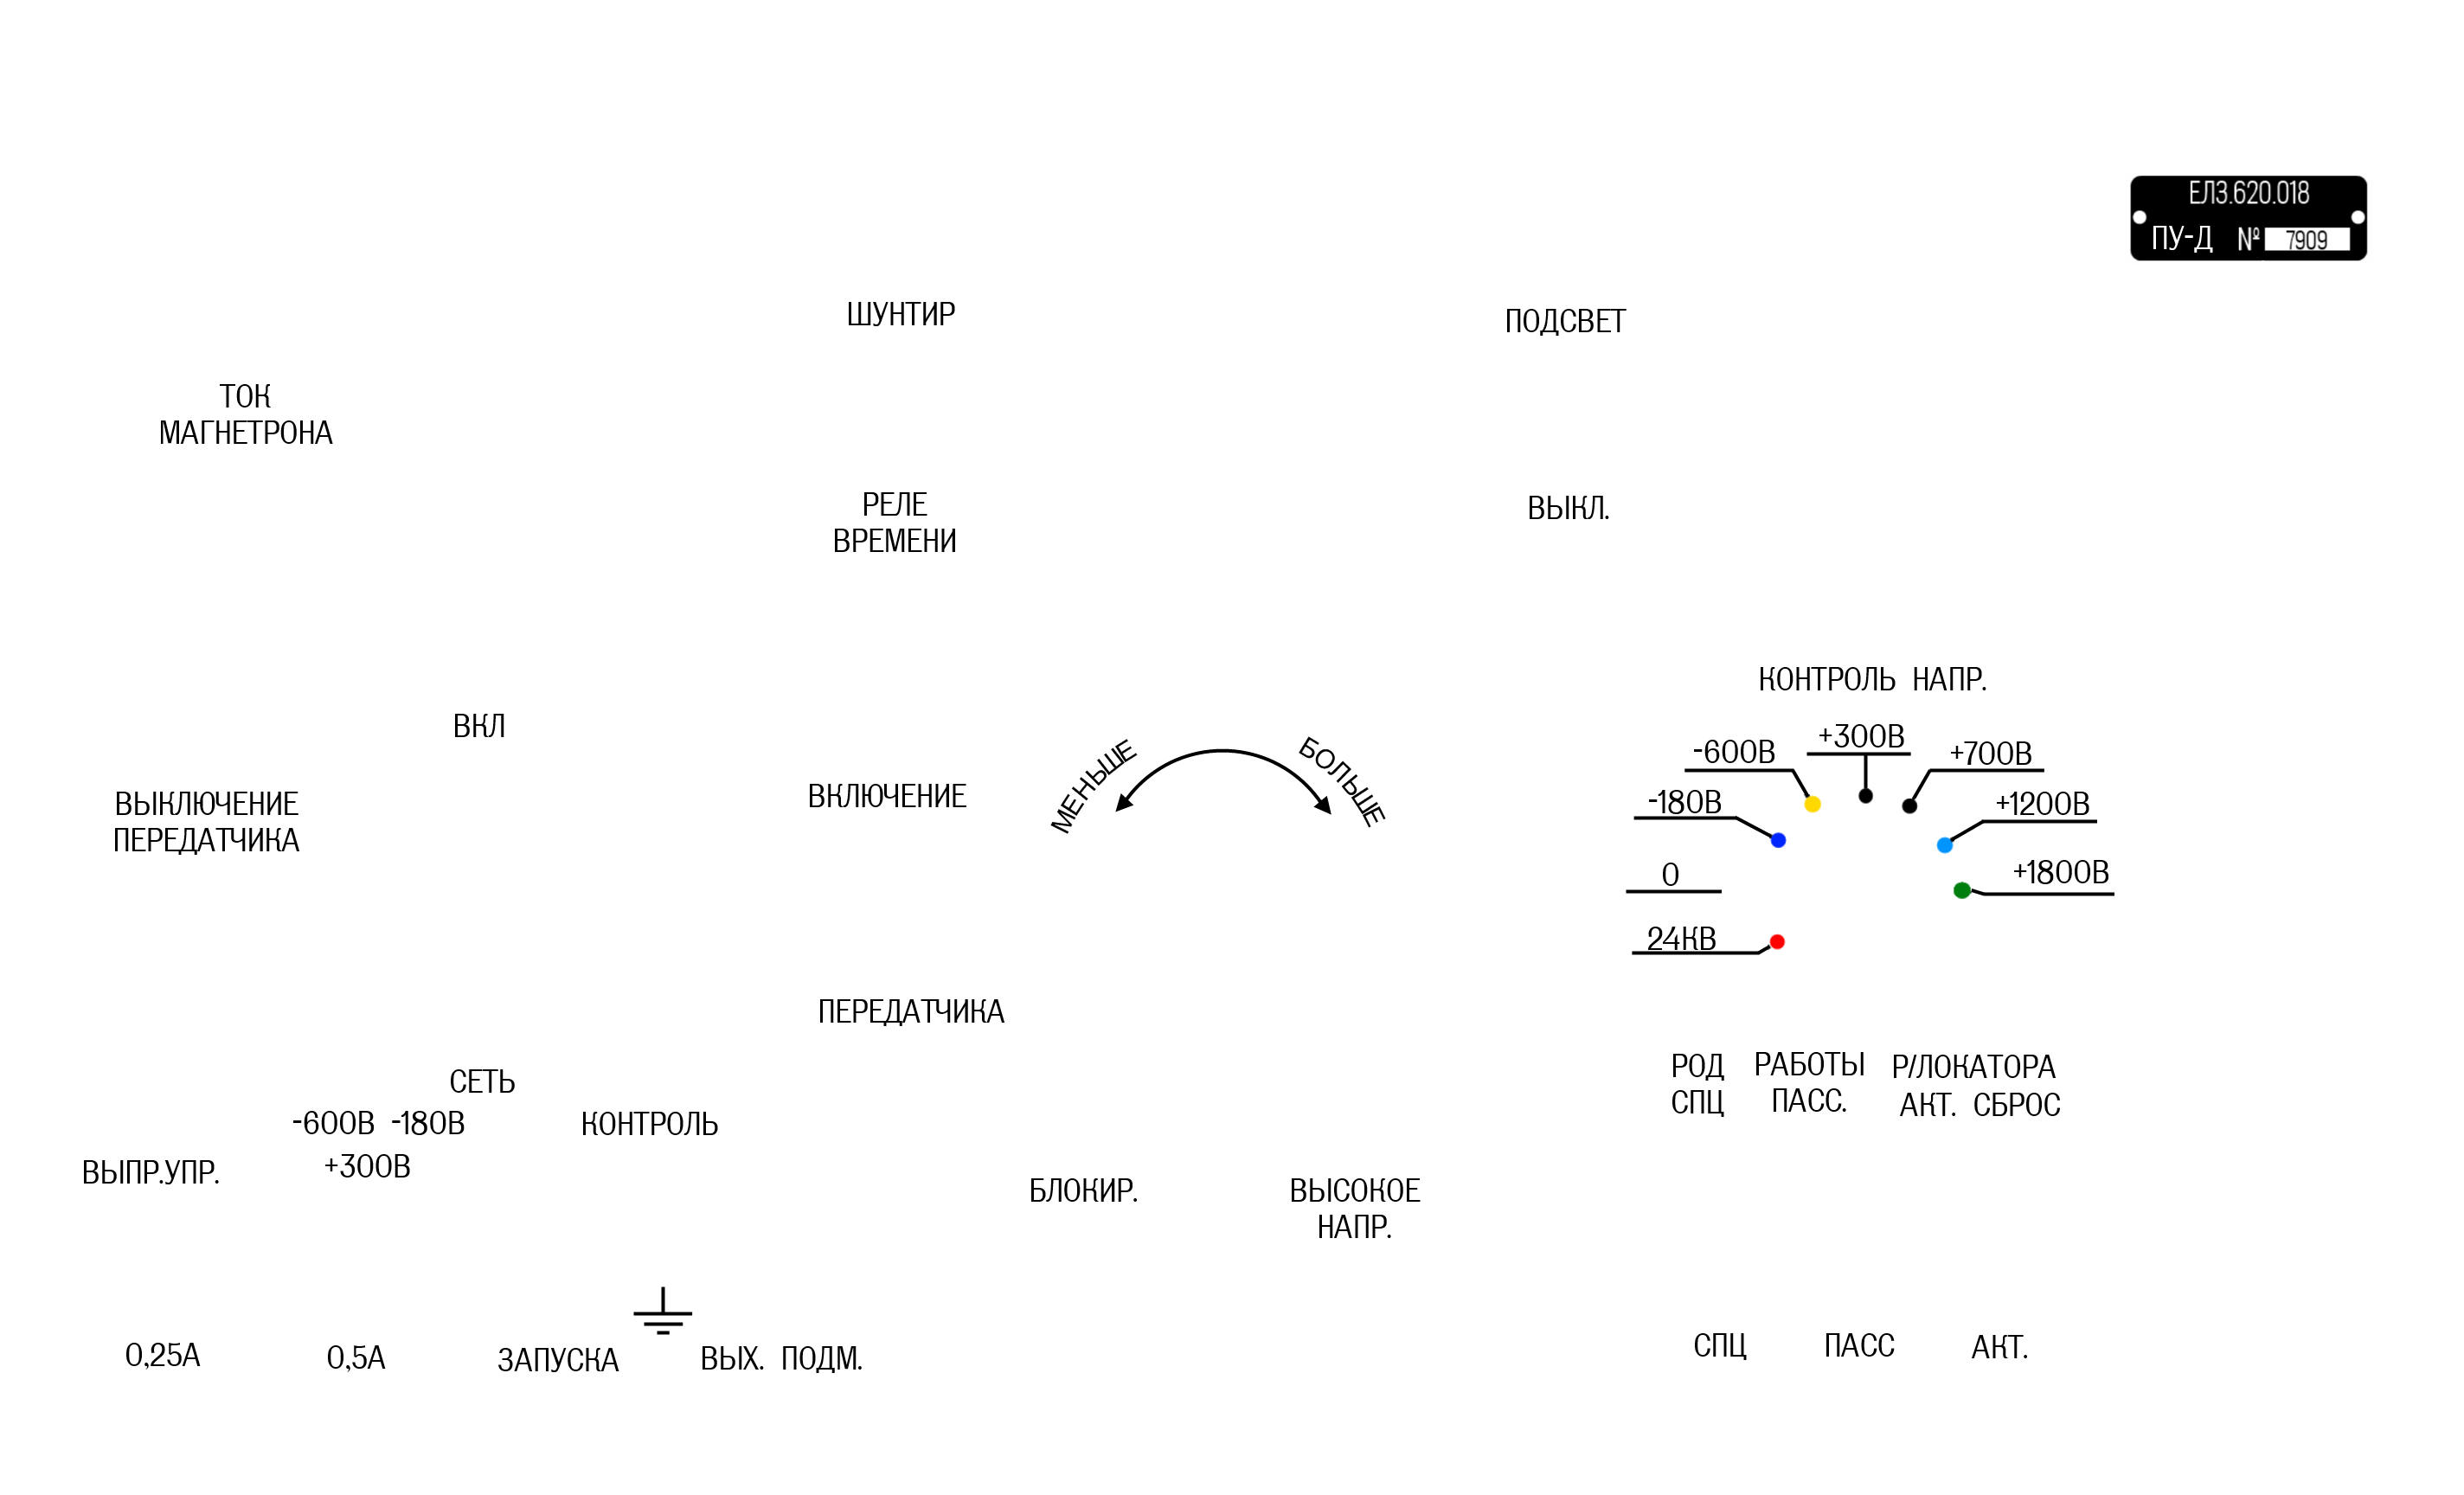 ЕЛ3.620.018
ПУ-Д № 7909
ШУНТИР
ПОДСВЕТ
ТОК
МАГНЕТРОНА
РЕЛЕ
ВРЕМЕНИ
ВЫКЛ.
КОНТРОЛЬ НАПР.
ВКЛ
МЕНЬШЕ
БОЛЬШЕ
-600В
+300В
+700В
ВЫКЛЮЧЕНИЕ
ПЕРЕДАТЧИКА
ВКЛЮЧЕНИЕ
-180В
+1200В
0
+1800В
24КВ
ПЕРЕДАТЧИКА
СЕТЬ
РОД РАБОТЫ Р/ЛОКАТОРА
СПЦ ПАСС. АКТ. СБРОС
-600В -180В
КОНТРОЛЬ
ВЫПР.УПР.
+300В
БЛОКИР.
ВЫСОКОЕ
НАПР.
0,25А
0,5А
ЗАПУСКА
ВЫХ. ПОДМ.
СПЦ
ПАСС
АКТ.